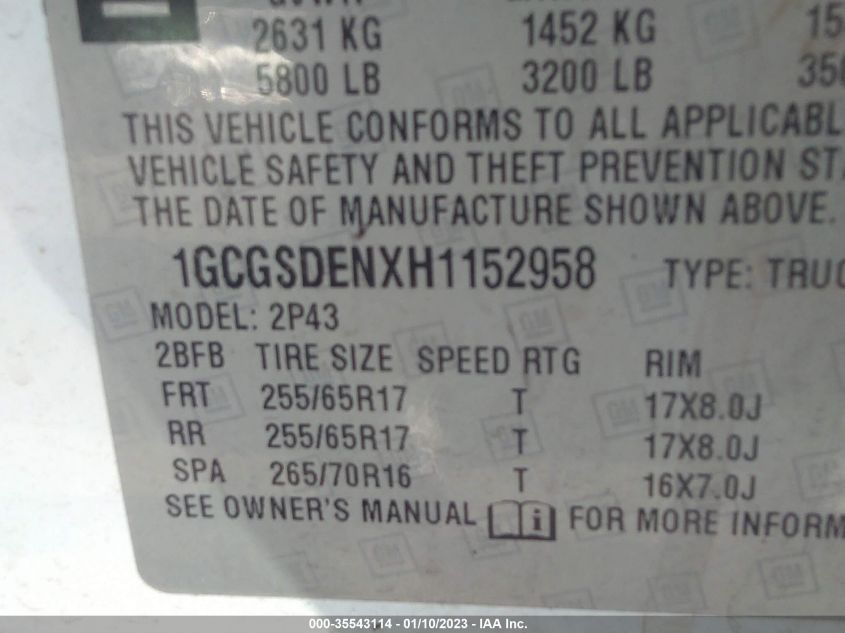 2631 KG 1452 KG
5800 LB 3200 LB
THIS VEHICLE CONFORMS TO ALL APPLICABL
VEHICLE SAFETY AND THEFT PREVENTION STA
THE DATE OF MANUFACTURE SHOWN ABOVE.
1GCGSDENXH1152958 TYPE: TRUC
MODEL: 2P43
2BFB TIRE SIZE SPEED RTG RIM
FRT 255/65R17 T 17X8.0J
RR 255/65R17 T 17X8.0J
SPA 265/70R16 T 16X7.0J
SEE OWNER'S MANUAL i FOR MORE INFORM
000-35543114 - 01/10/2023 - IAA Inc.